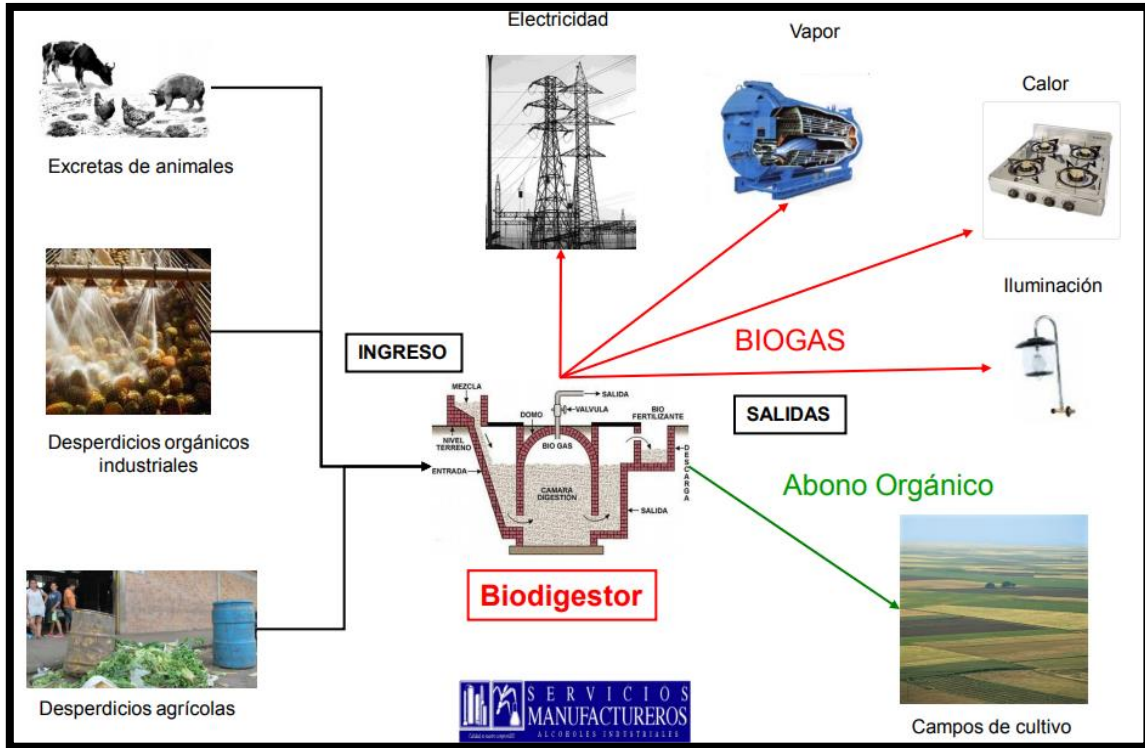 Electricidad
Vapor
Calor
Excretas de animales
Iluminación
INGRESO
BIOGAS
SALIDAS
MEZCLA
SALIDA
VALVULA
DOMO
BIO
FERTILIZANTE
NIVEL
TERRENO
BIO GAS
ENTRADA
DESCARGA
CAMARA
DIGESTIÓN
SALIDA
Desperdicios orgánicos
industriales
Abono Orgánico
Biodigestor
Desperdicios agrícolas
SERVICIOS
MANUFACTUREROS
ALCOHOLES INDUSTRIALES
Campos de cultivo